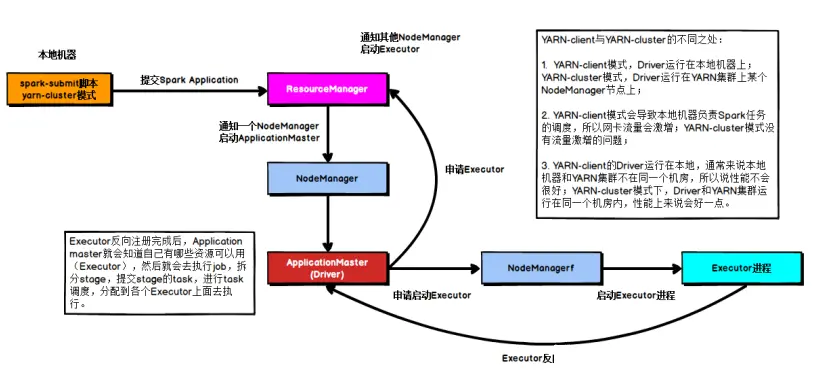 通知其他NodeManager
启动Executor
本地机器
spark-submit脚本
yarn-cluster模式
提交Spark Application
ResourceManager
通知一个NodeManager
启动ApplicationMaster
NodeManager
申请Executor
YARN-client与YARN-cluster的不同之处：
1. YARN-client模式，Driver运行在本地机器上；
YARN-cluster模式，Driver运行在YARN集群上某个
NodeManager节点上；
2. YARN-client模式会导致本地机器负责Spark任务
的调度，所以网卡流量会激增；YARN-cluster模式没
有流量激增的问题；
3. YARN-client的Driver运行在本地，通常来说本地
机器和YARN集群不在同一个机房，所以说性能不会
很好；YARN-cluster模式下，Driver和YARN集群运
行在同一个机房内，性能上来说会好一点。
Executor反向注册完成后，Application
master就会知道自己有哪些资源可以用
（Executor），然后就会去执行job，拆
分stage，提交stage的task，进行task
调度，分配到各个Executor上面去执
行。
ApplicationMaster
(Driver)
申请启动Executor
NodeManagerf
启动Executor进程
Executor进程
Executor反